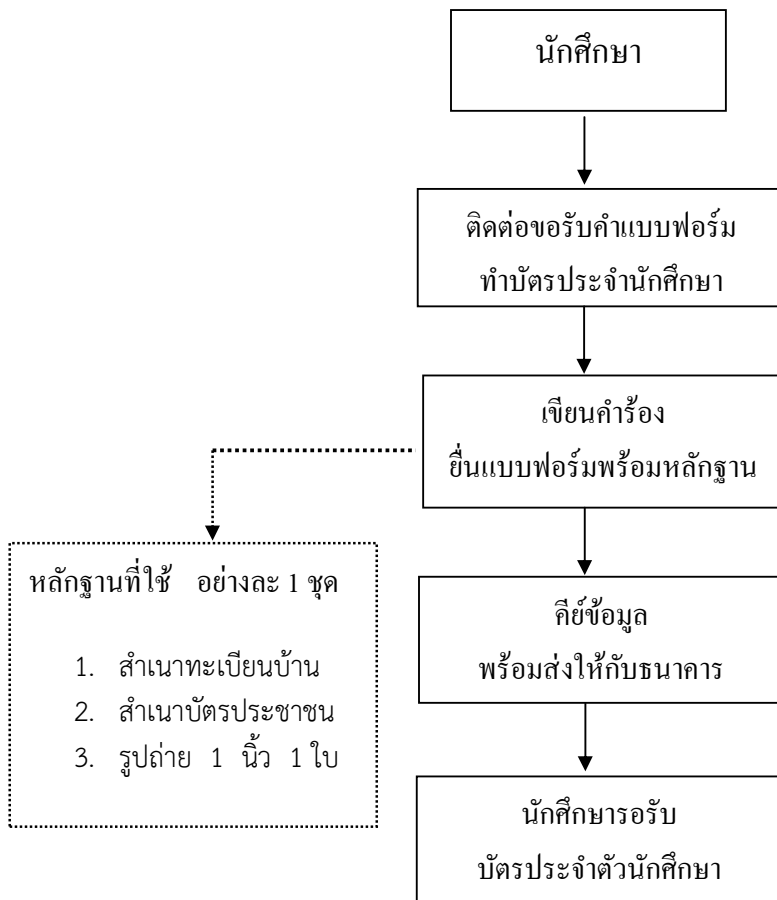 นักศึกษา
ติดต่อขอรับคำแบบฟอร์ม
ทำบัตรประจำนักศึกษา
เขียนคำร้อง
ยื่นแบบฟอร์มพร้อมหลักฐาน
หลักฐานที่ใช้ อย่างละ 1 ชุด
1. สำเนาทะเบียนบ้าน
2. สำเนาบัตรประชาชน
3. รูปถ่าย 1 นิ้ว 1 ใบ
คีย์ข้อมูล
พร้อมส่งให้กับธนาคาร
นักศึกษารอรับ
บัตรประจำตัวนักศึกษา